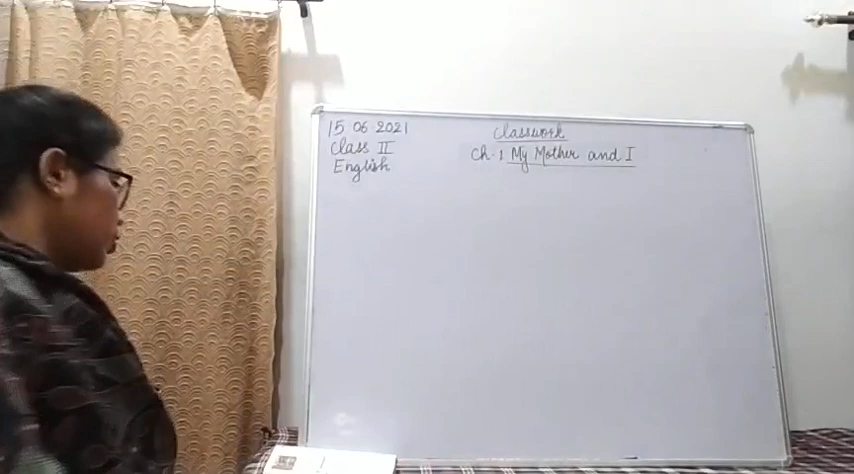 15 06 2021
Class II
English
Classwork
Ch. 1 My Mother and I